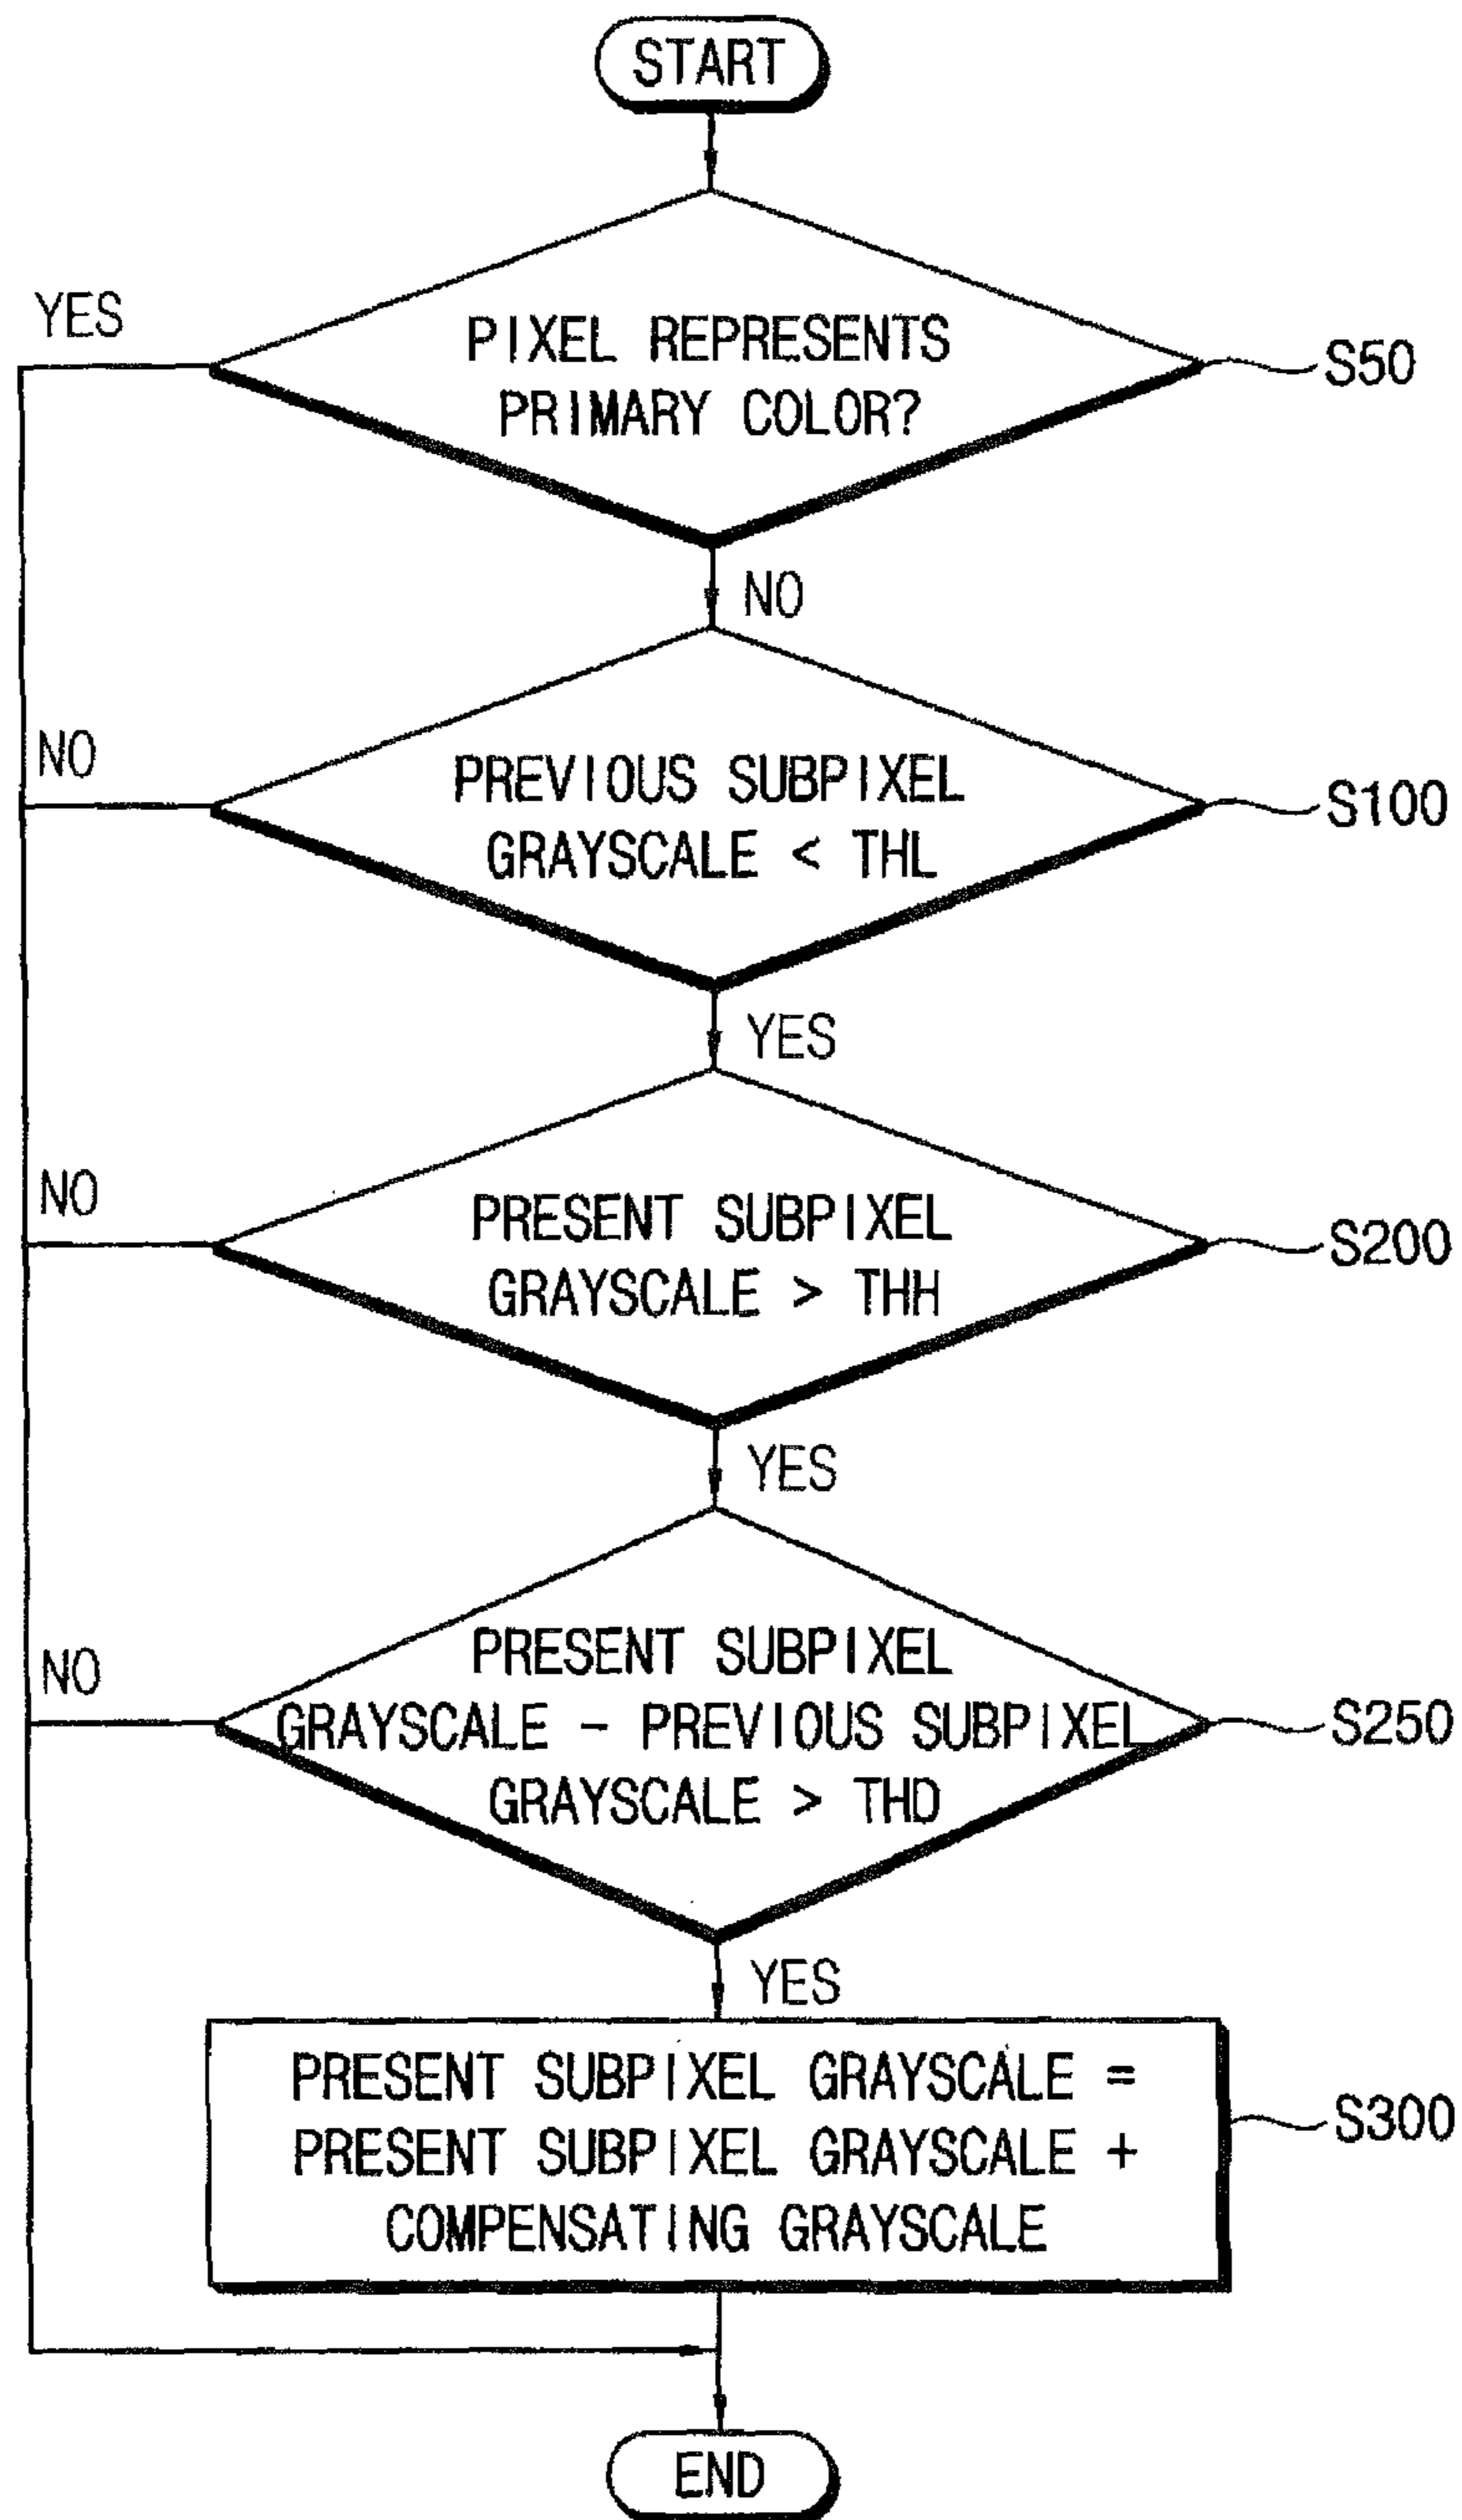 START
YES
PIXEL REPRESENTS
PRIMARY COLOR?
S50
NO
NO
PREVIOUS SUBPIXEL
GRAYSCALE < THL
S100
YES
NO
PRESENT SUBPIXEL
GRAYSCALE > THH
S200
YES
NO
PRESENT SUBPIXEL
GRAYSCALE - PREVIOUS SUBPIXEL
GRAYSCALE > THD
S250
YES
PRESENT SUBPIXEL GRAYSCALE =
PRESENT SUBPIXEL GRAYSCALE +
COMPENSATING GRAYSCALE
S300
END